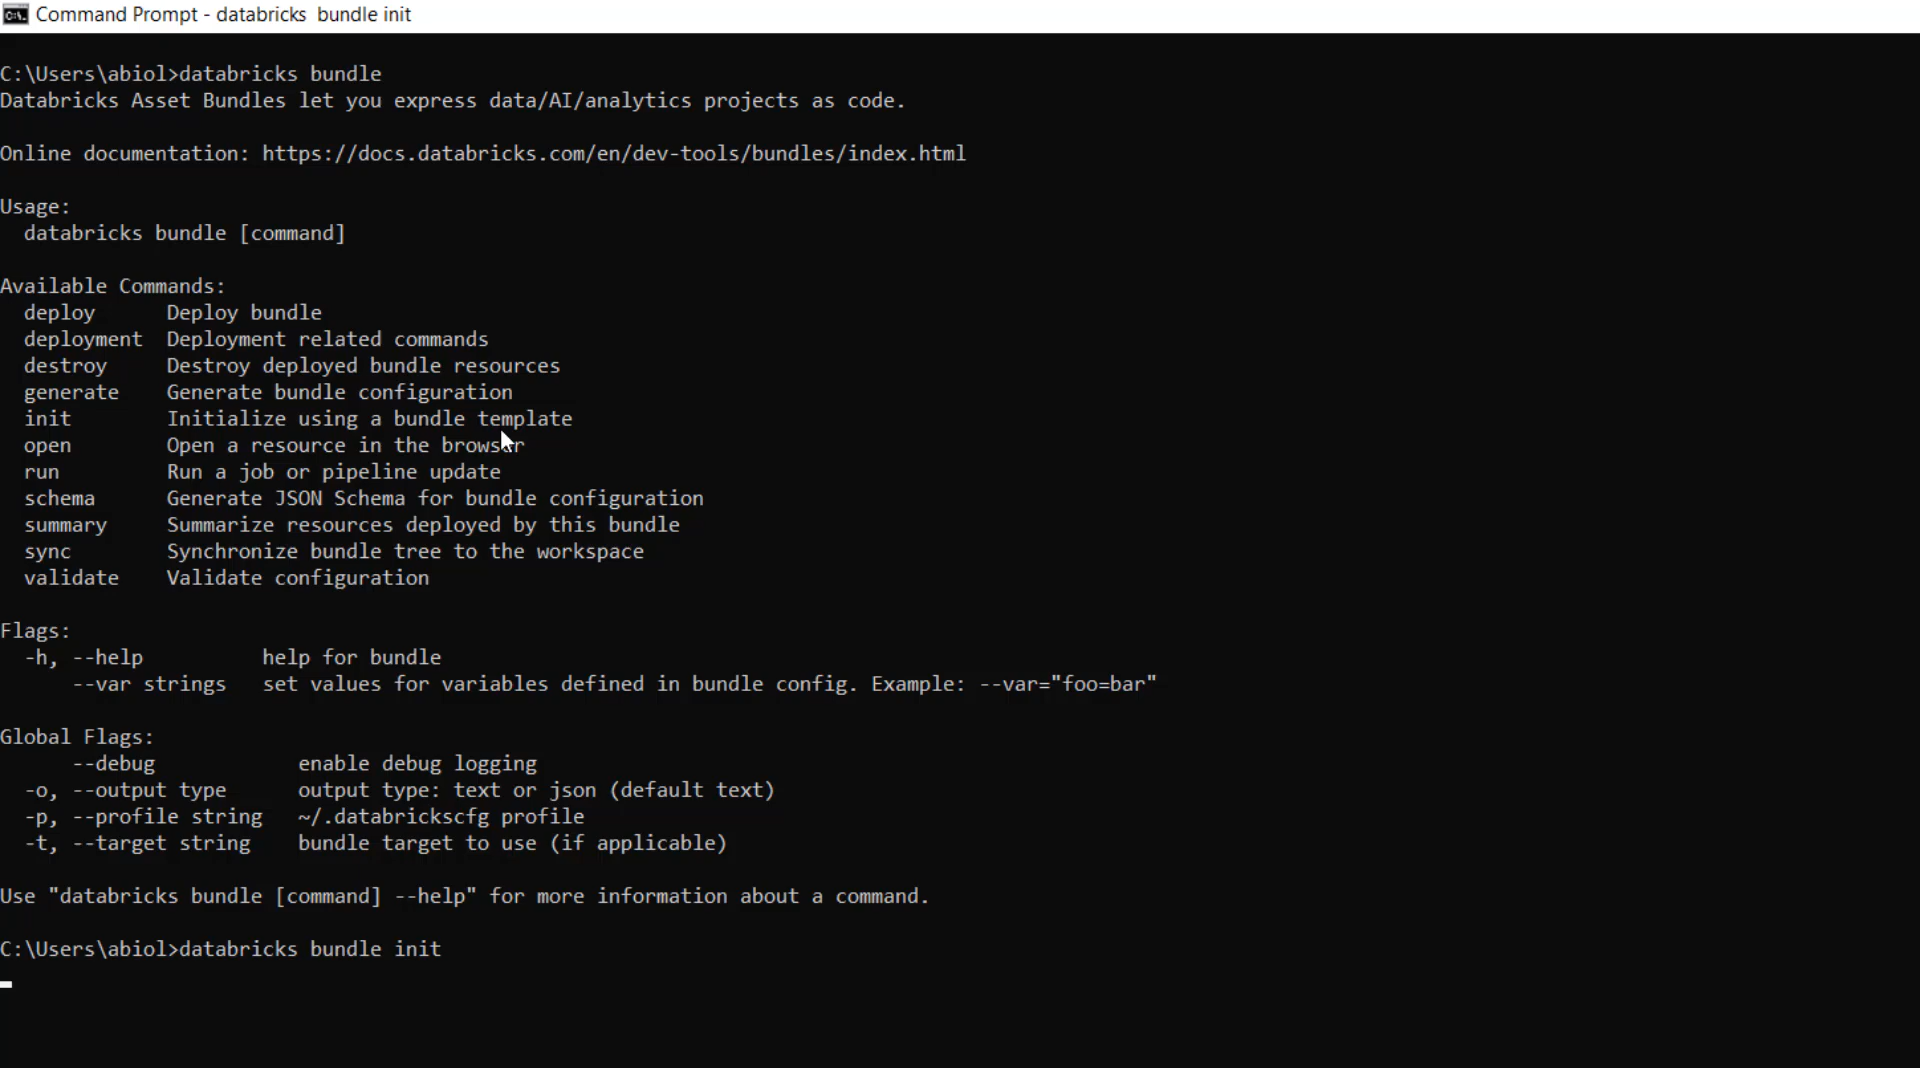 Command Prompt - databricks  bundle init
C:\Users\abiol>databricks bundle
Databricks Asset Bundles let you express data/AI/analytics projects as code.
Online documentation: https://docs.databricks.com/en/dev-tools/bundles/index.html
Usage:
  databricks bundle [command]
Available Commands:
  deploy      Deploy bundle
  deployment  Deployment related commands
  destroy     Destroy deployed bundle resources
  generate    Generate bundle configuration
  init        Initialize using a bundle template
  open        Open a resource in the browser
  run         Run a job or pipeline update
  schema      Generate JSON Schema for bundle configuration
  summary     Summarize resources deployed by this bundle
  sync        Synchronize bundle tree to the workspace
  validate    Validate configuration
Flags:
  -h, --help          help for bundle
      --var strings   set values for variables defined in bundle config. Example: --var="foo=bar"
Global Flags:
      --debug            enable debug logging
  -o, --output type      output type: text or json (default text)
  -p, --profile string   ~/.databrickscfg profile
  -t, --target string    bundle target to use (if applicable)
Use "databricks bundle [command] --help" for more information about a command.
C:\Users\abiol>databricks bundle init